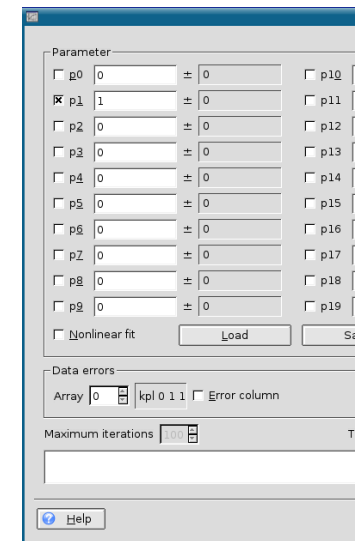 Parameter
p0 0 ± 0 p10
p1 1 ± 0 p11
p2 0 ± 0 p12
p3 0 ± 0 p13
p4 0 ± 0 p14
p5 0 ± 0 p15
p6 0 ± 0 p16
p7 0 ± 0 p17
p8 0 ± 0 p18
p9 0 ± 0 p19
Nonlinear fit Load Sa
Data errors
Array 0 kpl 0 1 1 Error column
Maximum iterations 100 T
Help